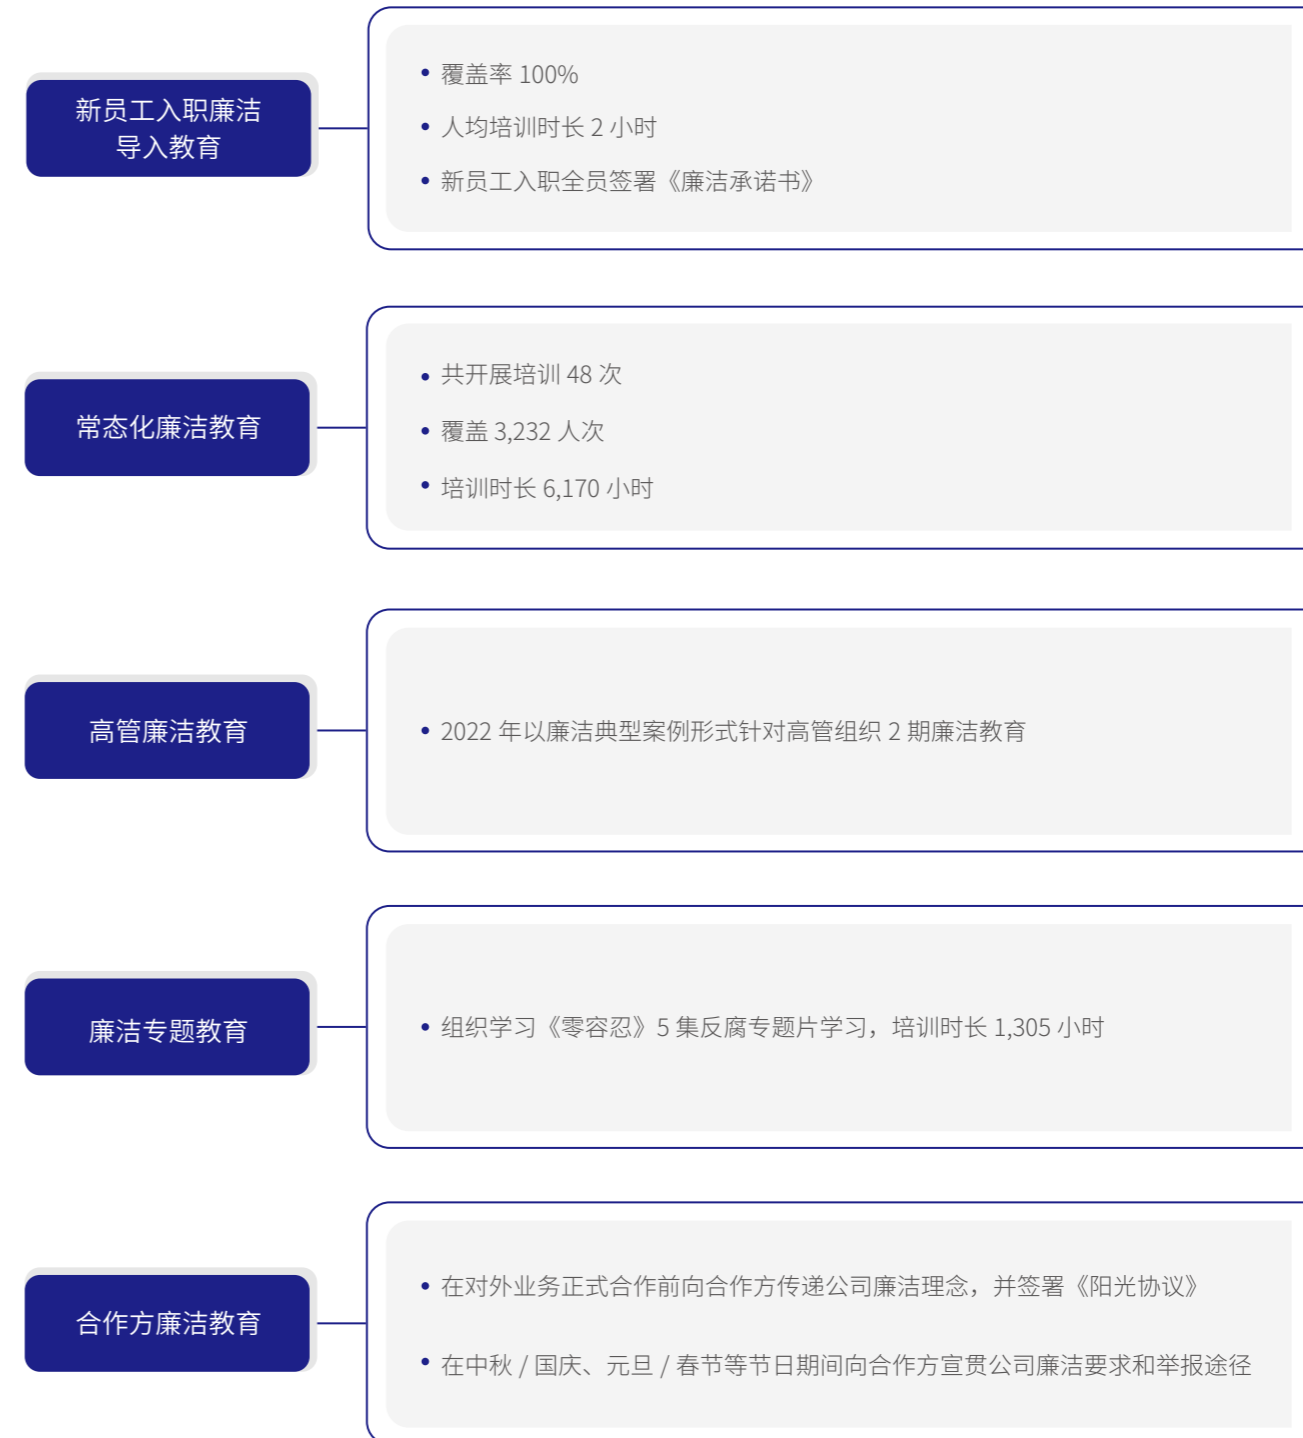 新员工入职廉洁
导入教育
• 覆盖率 100%
• 人均培训时长 2 小时
• 新员工入职全员签署《廉洁承诺书》
常态化廉洁教育
• 共开展培训 48 次
• 覆盖 3,232 人次
• 培训时长 6,170 小时
高管廉洁教育
• 2022 年以廉洁典型案例形式针对高管组织 2 期廉洁教育
廉洁专题教育
• 组织学习《零容忍》5 集反腐专题片学习，培训时长 1,305 小时
合作方廉洁教育
• 在对外业务正式合作前向合作方传递公司廉洁理念，并签署《阳光协议》
• 在中秋 / 国庆、元旦 / 春节等节日期间向合作方宣贯公司廉洁要求和举报途径